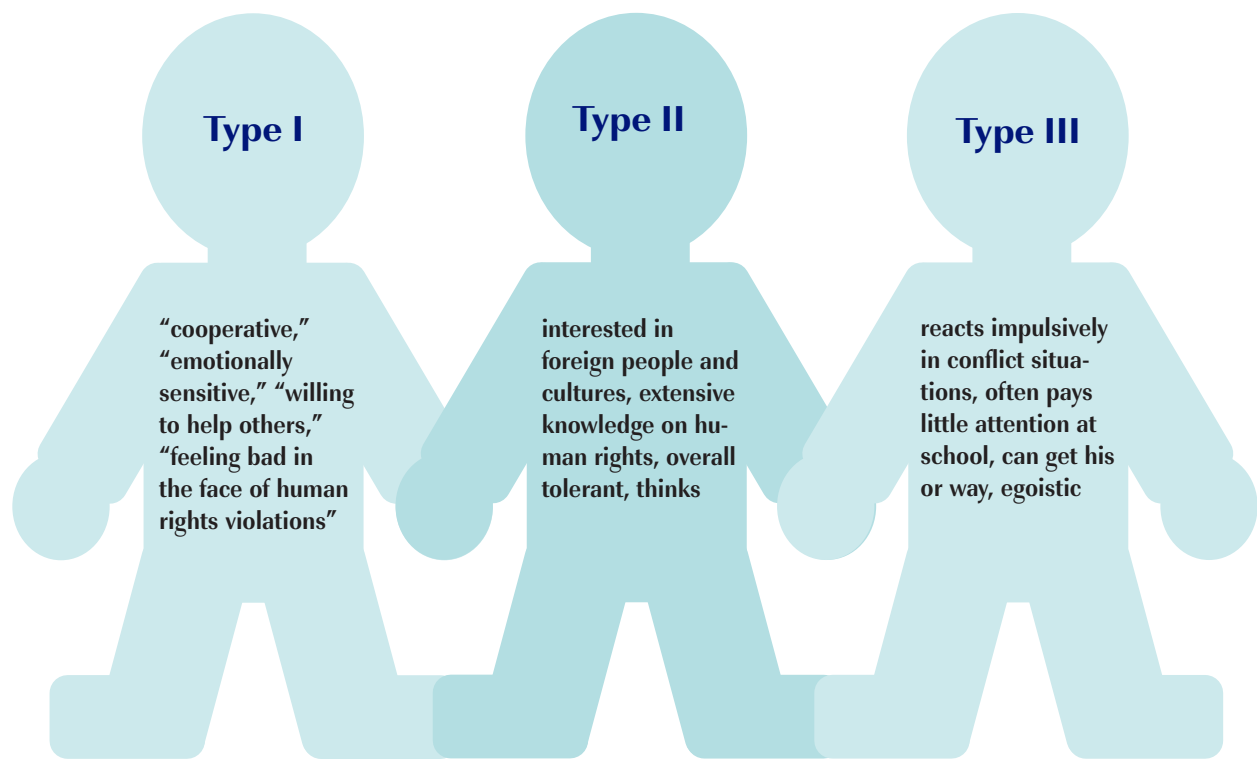 Type I
"cooperative,"
"emotionally
sensitive," "willing
to help others,"
"feeling bad in
the face of human
rights violations"
Type II
interested in
foreign people and
cultures, extensive
knowledge on hu-
man rights, overall
tolerant, thinks
Type III
reacts impulsively
in conflict situa-
tions, often pays
little attention at
school, can get his
or way, egoistic